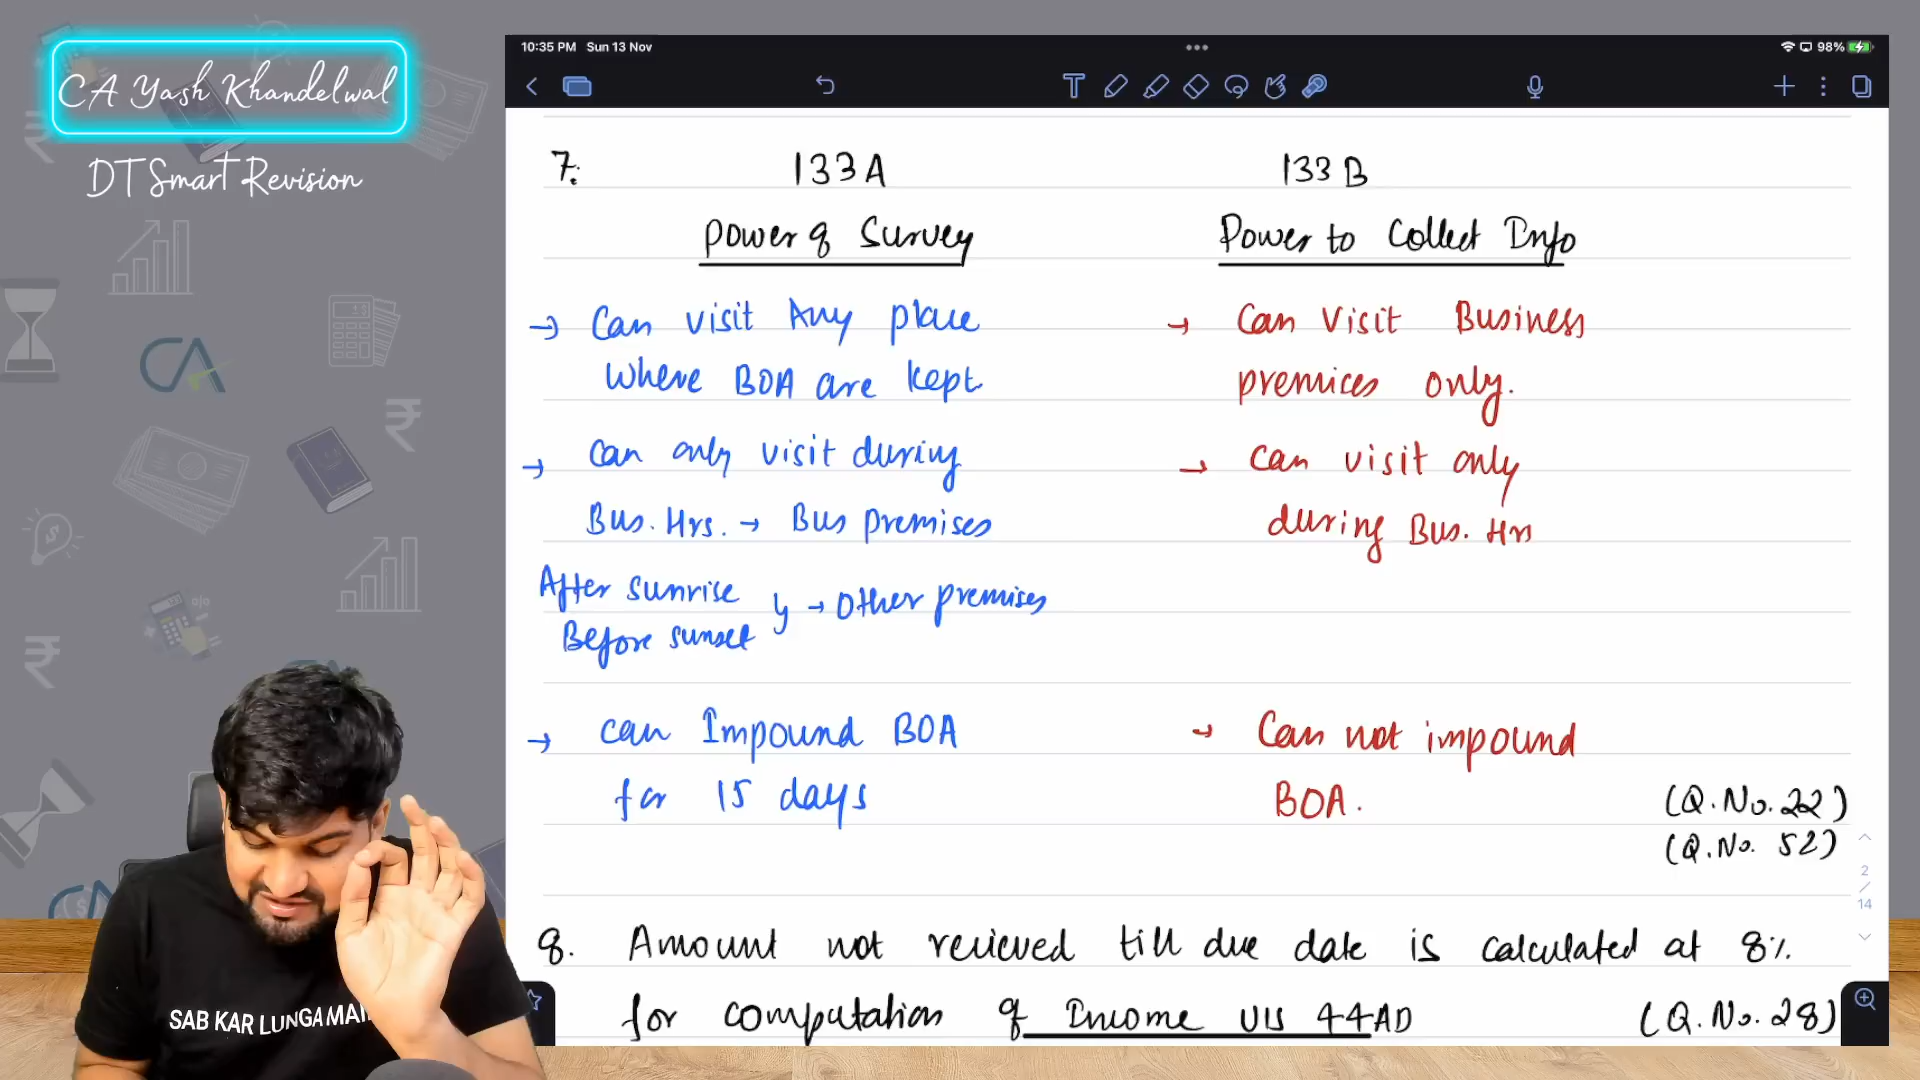 CA Yash Khandelwal
DT Smart Revision
10:35 PM Sun 13 Nov
98%
7. 133A 133B
Power of Survey Power to Collect Info
→ Can visit Any place → Can Visit Business
where BOA are kept premices only.
→ Can only visit during → Can visit only
Bus. Hrs. → Bus premises during Bus. Hrs
After sunrise
Before sunset } → Other premises
→ can Impound BOA → Can not impound
for 15 days BOA.
(Q.No.22)
(Q.No. 52)
2
/
14
8. Amount not recieved till due date is calculated at 8%
for computation of Income U/S 44AD (Q.No.28)
SAB KAR LUNGA MAI